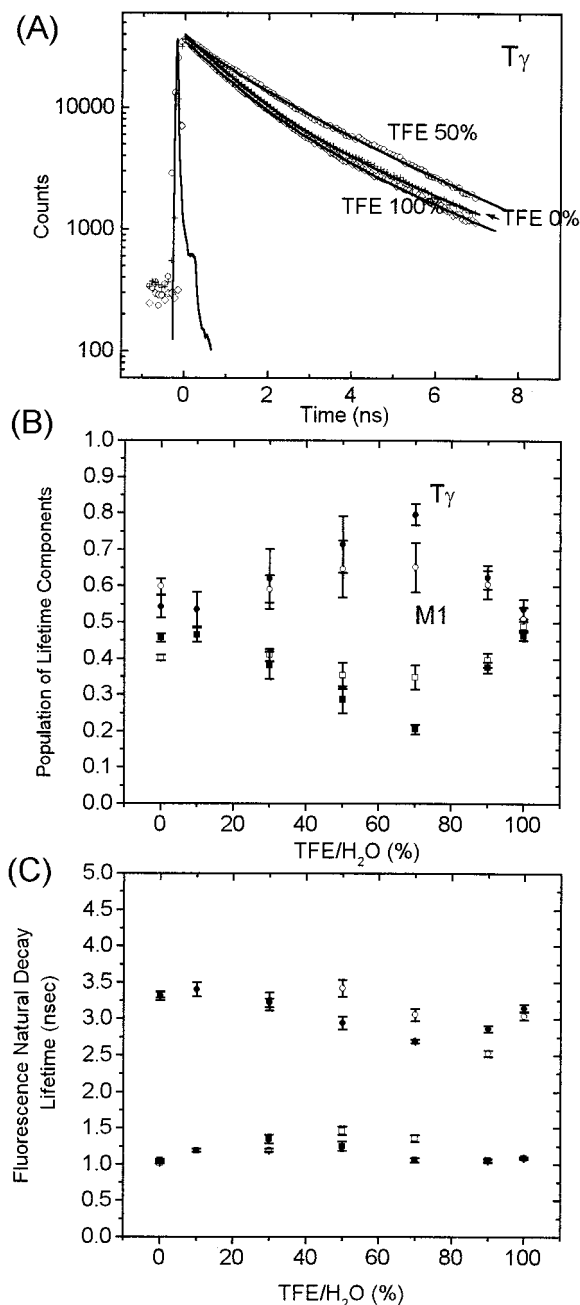 (A)
Tγ
10000
1000
100
Counts
TFE 50%
TFE 100%
TFE 0%
0 2 4 6 8
Time (ns)
(B)
1.0
0.9
0.8
0.7
0.6
0.5
0.4
0.3
0.2
0.1
0.0
Population of Lifetime Components
Tγ
M1
0 20 40 60 80 100
TFE/H₂O (%)
(C)
5.0
4.5
4.0
3.5
3.0
2.5
2.0
1.5
1.0
0.5
0.0
Fluorescence Natural Decay
Lifetime (nsec)
0 20 40 60 80 100
TFE/H₂O (%)